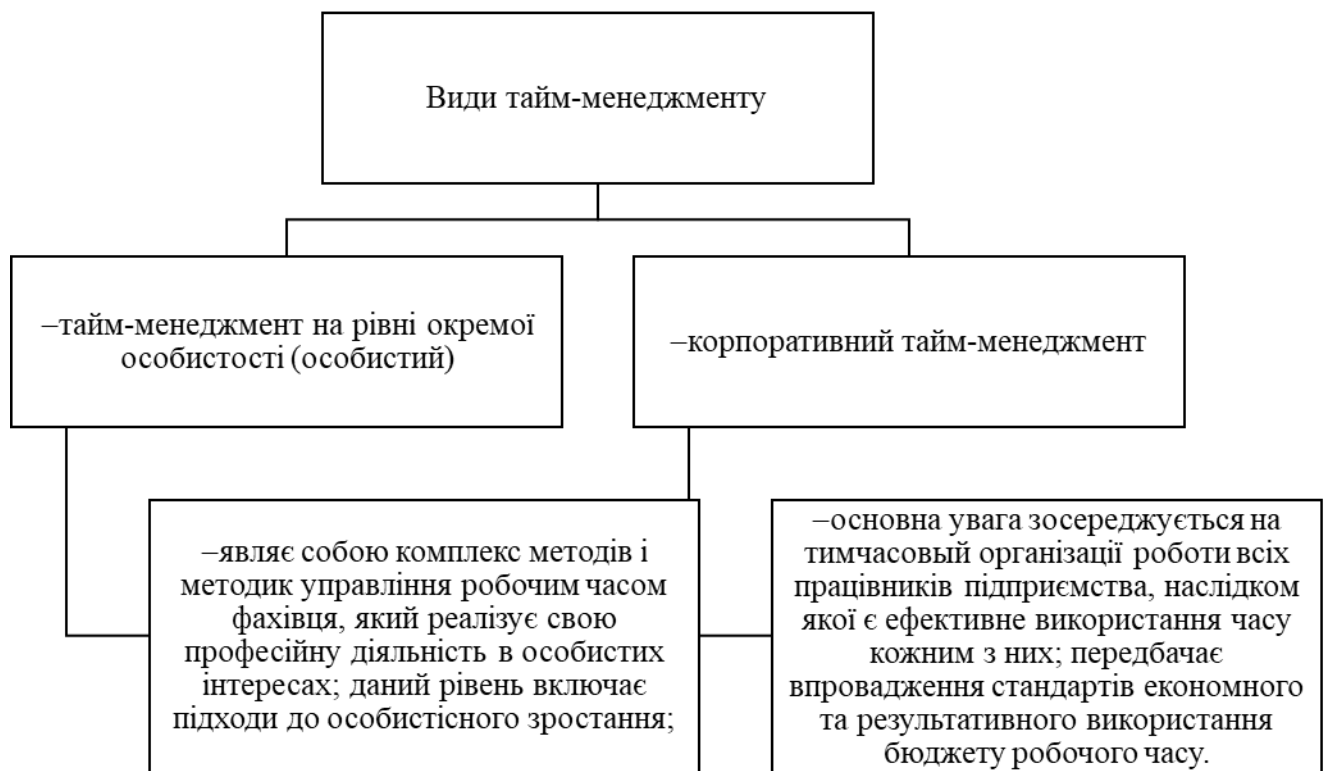 Види тайм-менеджменту
–тайм-менеджмент на рівні окремої
особистості (особистий)
–корпоративний тайм-менеджмент
–являє собою комплекс методів і
методик управління робочим часом
фахівця, який реалізує свою
професійну діяльність в особистих
інтересах; даний рівень включає
підходи до особистісного зростання;
–основна увага зосереджується на
тимчасовый організації роботи всіх
працівників підприємства, наслідком
якої є ефективне використання часу
кожним з них; передбачає
впровадження стандартів економного
та результативного використання
бюджету робочого часу.